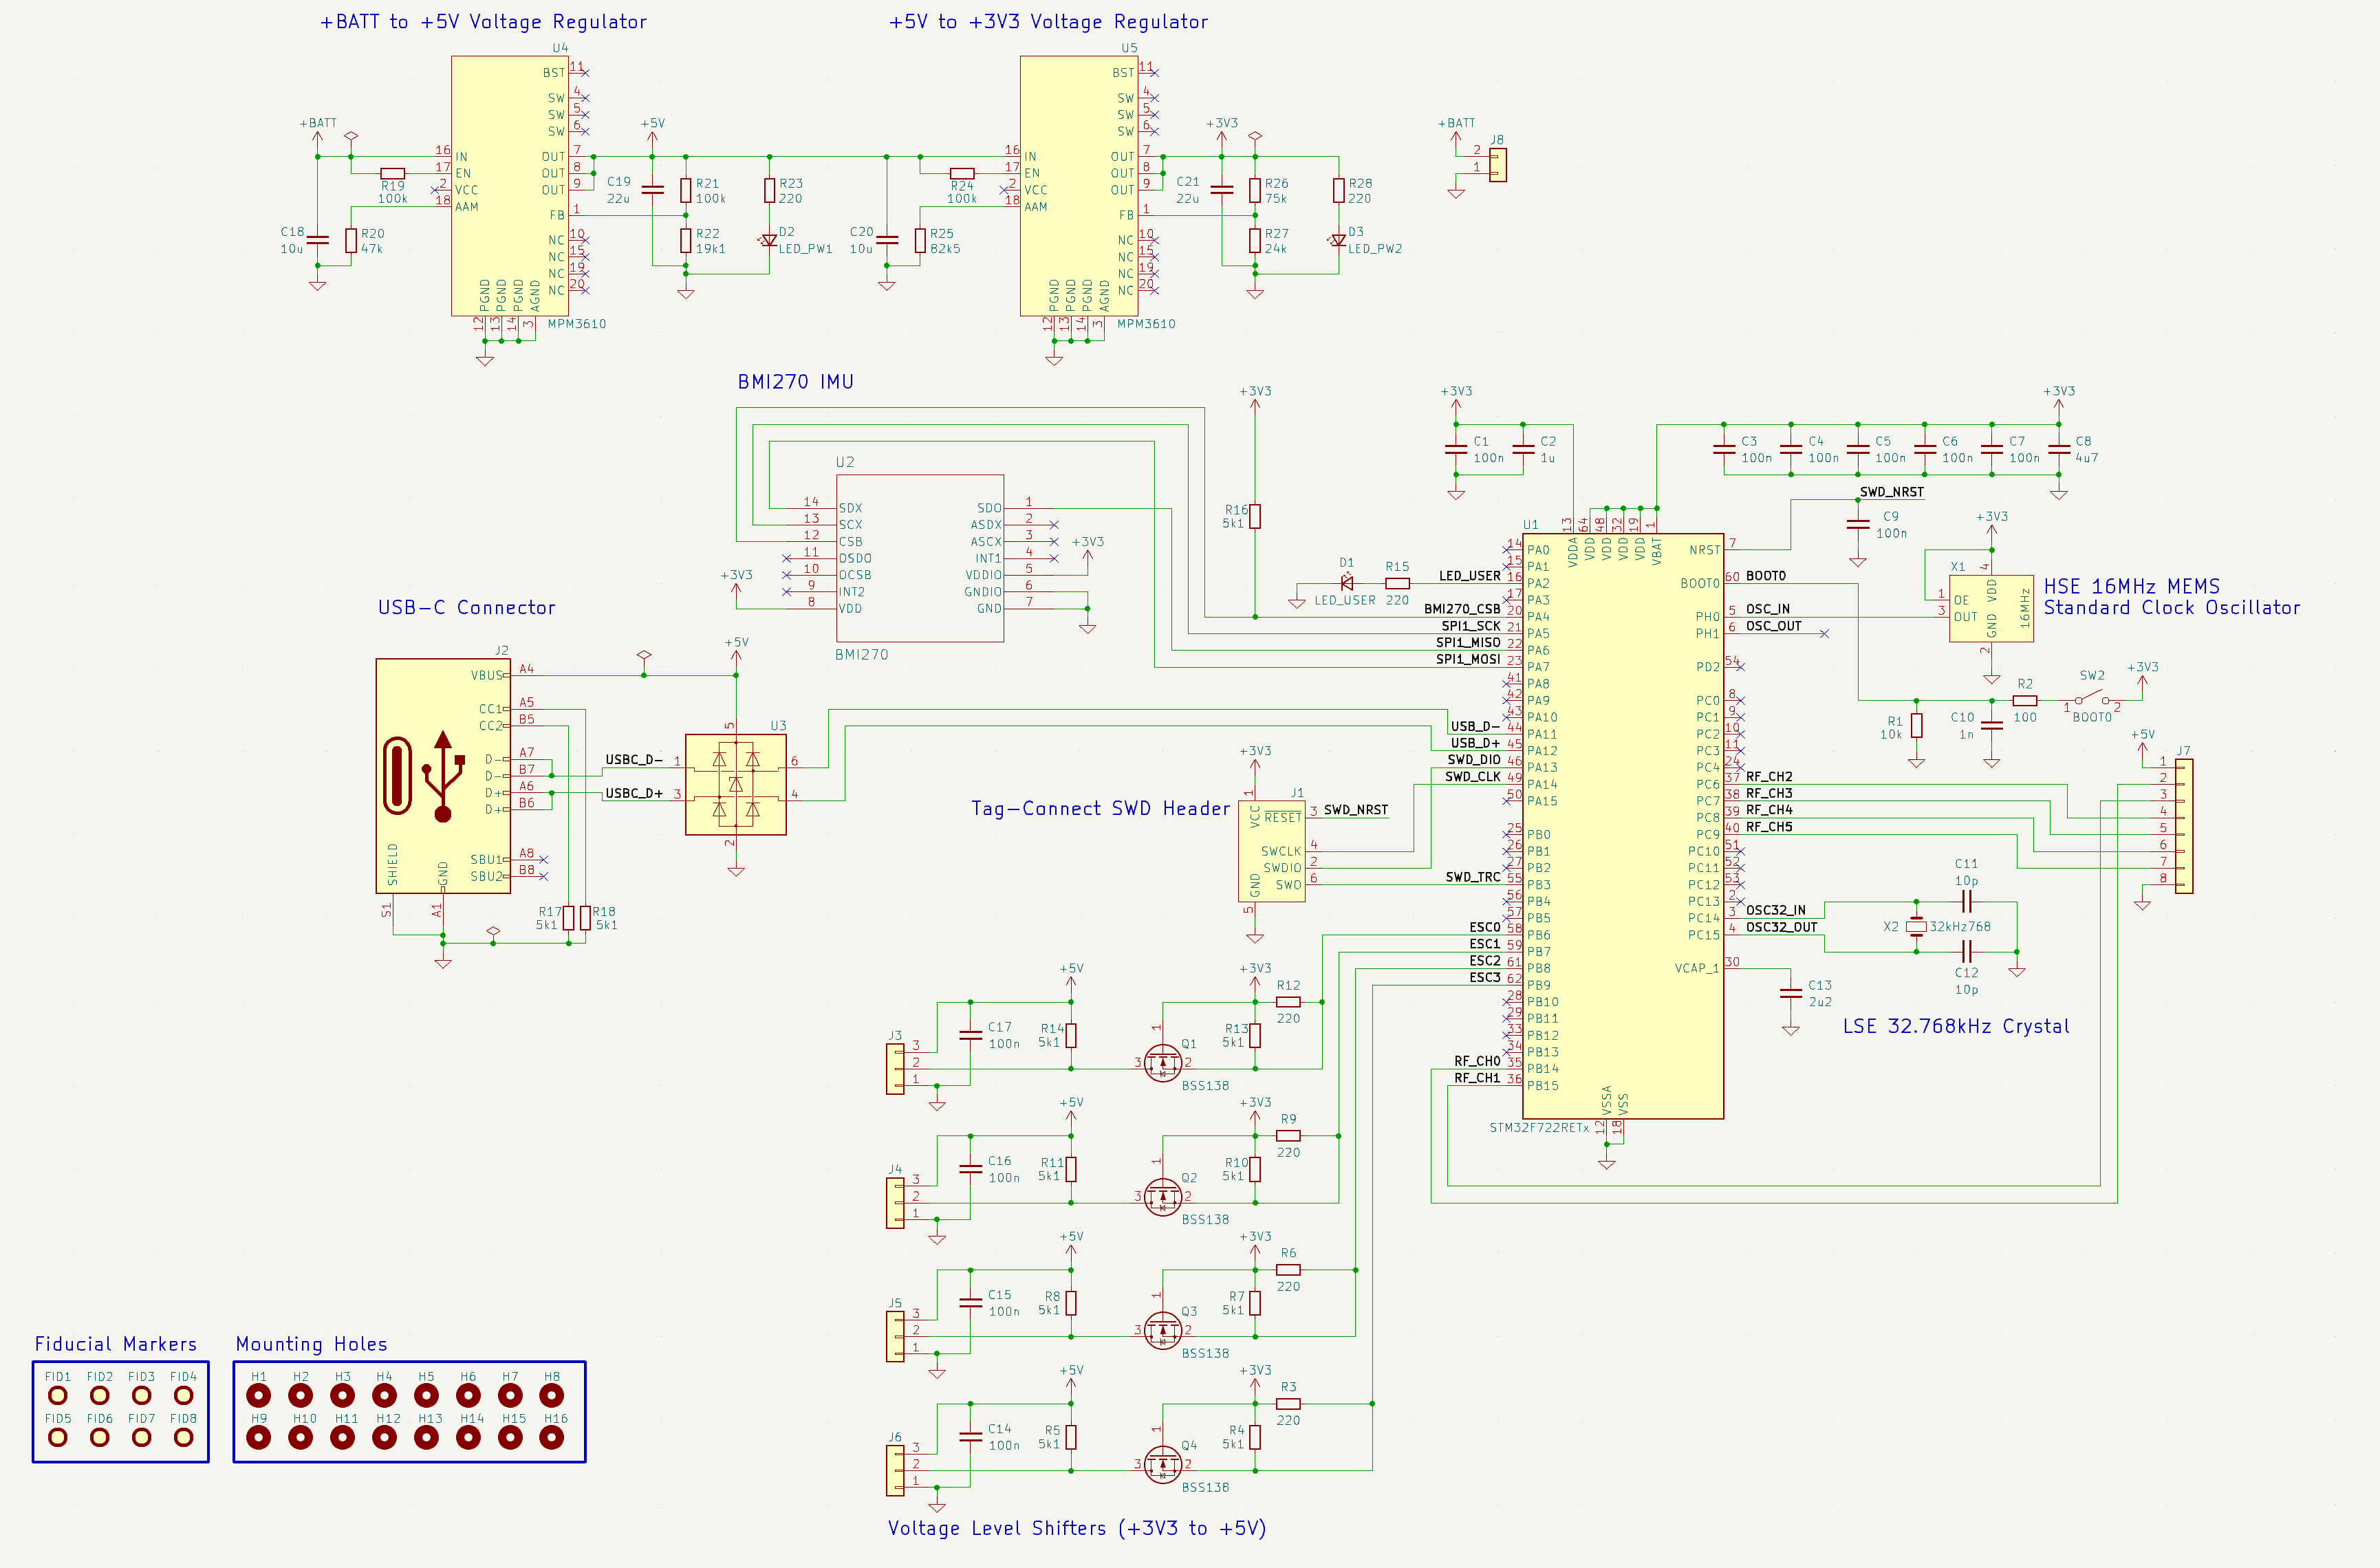 +BATT to +5V Voltage Regulator
+5V to +3V3 Voltage Regulator
U4
11 BST
4 SW
5 SW
6 SW
7 OUT
8 OUT
9 OUT
1 FB
10 NC
15 NC
19 NC
20 NC
16 IN
17 EN
2 VCC
18 AAM
PGND 12
PGND 13
PGND 14
AGND 3
MPM3610
+BATT
R19
100k
C18
10u
R20
47k
+5V
C19
22u
R21
100k
R22
19k1
R23
220
D2
LED_PW1
U5
11 BST
4 SW
5 SW
6 SW
7 OUT
8 OUT
9 OUT
1 FB
10 NC
15 NC
19 NC
20 NC
16 IN
17 EN
2 VCC
18 AAM
PGND 12
PGND 13
PGND 14
AGND 3
MPM3610
R24
100k
C20
10u
R25
82k5
+3V3
C21
22u
R26
75k
R27
24k
R28
220
D3
LED_PW2
+BATT
J8
2
1
BMI270 IMU
U2
14 SDX
13 SCX
12 CSB
11 OSDO
10 OCSB
9 INT2
8 VDD
SDO 1
ASDX 2
ASCX 3
INT1 4
VDDIO 5
GNDIO 6
GND 7
BMI270
+3V3
+3V3
+3V3
R16
5k1
D1
LED_USER
R15
220
+3V3
C1
100n
C2
1u
+3V3
C3
100n
C4
100n
C5
100n
C6
100n
C7
100n
C8
4u7
SWD_NRST
C9
100n
+3V3
X1
4 VDD
1 OE
3 OUT
GND 2
16MHz
HSE 16MHz MEMS
Standard Clock Oscillator
USB-C Connector
J2
VBUS A4
CC1 A5
CC2 B5
D- A7
D- B7
D+ A6
D+ B6
SBU1 A8
SBU2 B8
SHIELD S1
GND A1
R17
5k1
R18
5k1
+5V
USBC_D-
USBC_D+
U3
5
1
6
3
4
2
Tag-Connect SWD Header
+3V3
J1
1 VCC
RESET 3
SWCLK 4
SWDIO 2
SWO 6
GND 5
SWD_NRST
U1
13 VDDA
64 VDD
48 VDD
32 VDD
19 VDD
1 VBAT
14 PA0
15 PA1
LED_USER 16 PA2
17 PA3
BMI270_CSB 20 PA4
SPI1_SCK 21 PA5
SPI1_MISO 22 PA6
SPI1_MOSI 23 PA7
41 PA8
42 PA9
43 PA10
USB_D- 44 PA11
USB_D+ 45 PA12
SWD_DIO 46 PA13
SWD_CLK 49 PA14
50 PA15
25 PB0
26 PB1
27 PB2
SWD_TRC 55 PB3
56 PB4
57 PB5
ESC0 58 PB6
ESC1 59 PB7
ESC2 61 PB8
ESC3 62 PB9
28 PB10
29 PB11
33 PB12
34 PB13
RF_CH0 35 PB14
RF_CH1 36 PB15
NRST 7
BOOT0 60 BOOT0
PH0 5 OSC_IN
PH1 6 OSC_OUT
PD2 54
PC0 8
PC1 9
PC2 10
PC3 11
PC4 24
PC6 37 RF_CH2
PC7 38 RF_CH3
PC8 39 RF_CH4
PC9 40 RF_CH5
PC10 51
PC11 52
PC12 53
PC13 2
PC14 3 OSC32_IN
PC15 4 OSC32_OUT
VCAP_1 30
VSSA 12
VSS 18
STM32F722RETx
R1
10k
C10
1n
R2
100
SW2
1
2
BOOT0
+3V3
+5V
J7
1
2
3
4
5
6
7
8
C11
10p
X2
32kHz768
C12
10p
C13
2u2
LSE 32.768kHz Crystal
+5V
+3V3
R12
220
J3
3
2
1
C17
100n
R14
5k1
1
3
2
Q1
BSS138
R13
5k1
+5V
+3V3
R9
220
J4
3
2
1
C16
100n
R11
5k1
1
3
2
Q2
BSS138
R10
5k1
+5V
+3V3
R6
220
J5
3
2
1
C15
100n
R8
5k1
1
3
2
Q3
BSS138
R7
5k1
+5V
+3V3
R3
220
J6
3
2
1
C14
100n
R5
5k1
1
3
2
Q4
BSS138
R4
5k1
Voltage Level Shifters (+3V3 to +5V)
Fiducial Markers
FID1 FID2 FID3 FID4
FID5 FID6 FID7 FID8
Mounting Holes
H1 H2 H3 H4 H5 H6 H7 H8
H9 H10 H11 H12 H13 H14 H15 H16